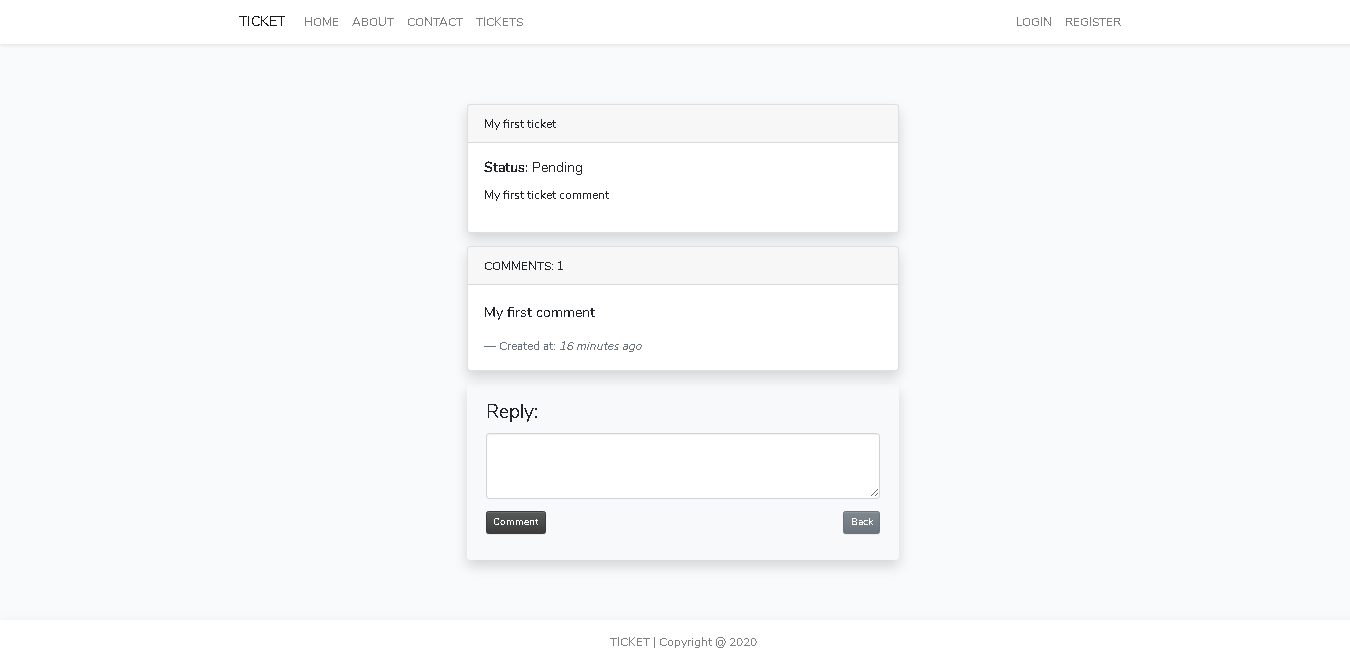 TICKET HOME ABOUT CONTACT TICKETS LOGIN REGISTER
My first ticket
Status: Pending
My first ticket comment
COMMENTS: 1
My first comment
— Created at: 16 minutes ago
Reply:
Comment Back
TICKET | Copyright @ 2020